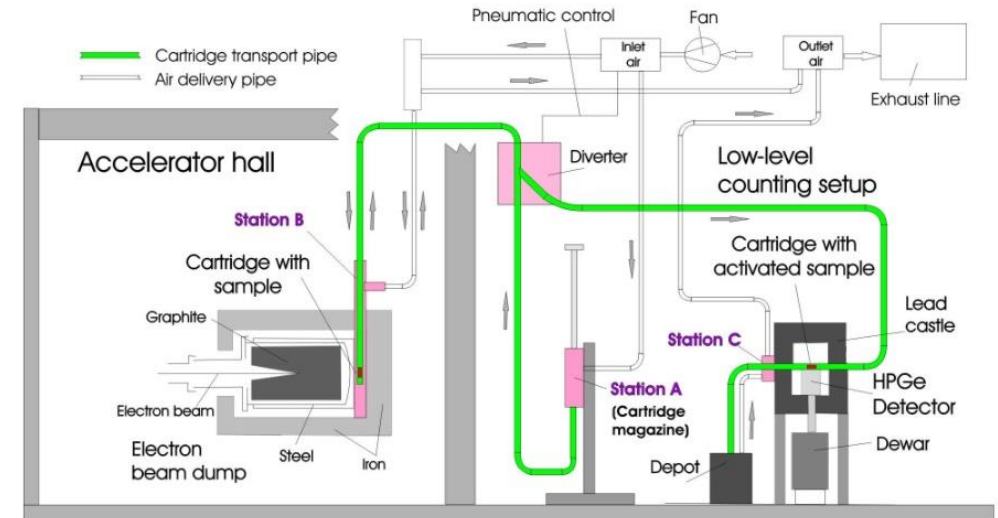 Pneumatic control
Fan
Cartridge transport pipe
Air delivery pipe
Inlet
air
Outlet
air
Exhaust line
Accelerator hall
Diverter
Low-level
counting setup
Station B
Cartridge with
sample
Cartridge with
activated sample
Graphite
Lead
castle
Station C
Station A
(Cartridge
magazine)
HPGe
Detector
Electron beam
Electron
beam dump
Steel
Iron
Depot
Dewar